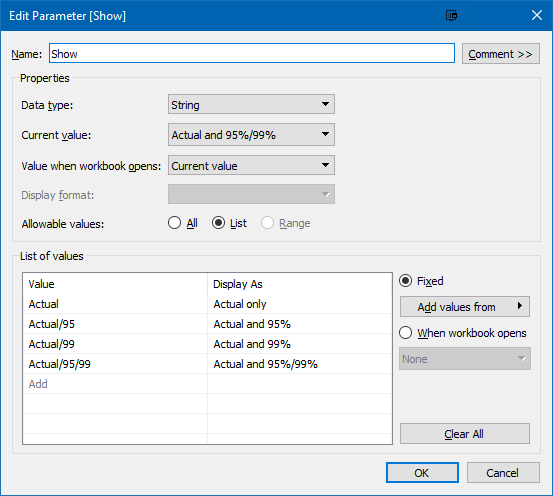 Edit Parameter [Show]
Name: Show Comment >>
Properties
Data type: String
Current value: Actual and 95%/99%
Value when workbook opens: Current value
Display format:
Allowable values: All List Range
List of values
Value Display As
Actual Actual only
Actual/95 Actual and 95%
Actual/99 Actual and 99%
Actual/95/99 Actual and 95%/99%
Add
Fixed
Add values from
When workbook opens
None
Clear All
OK Cancel